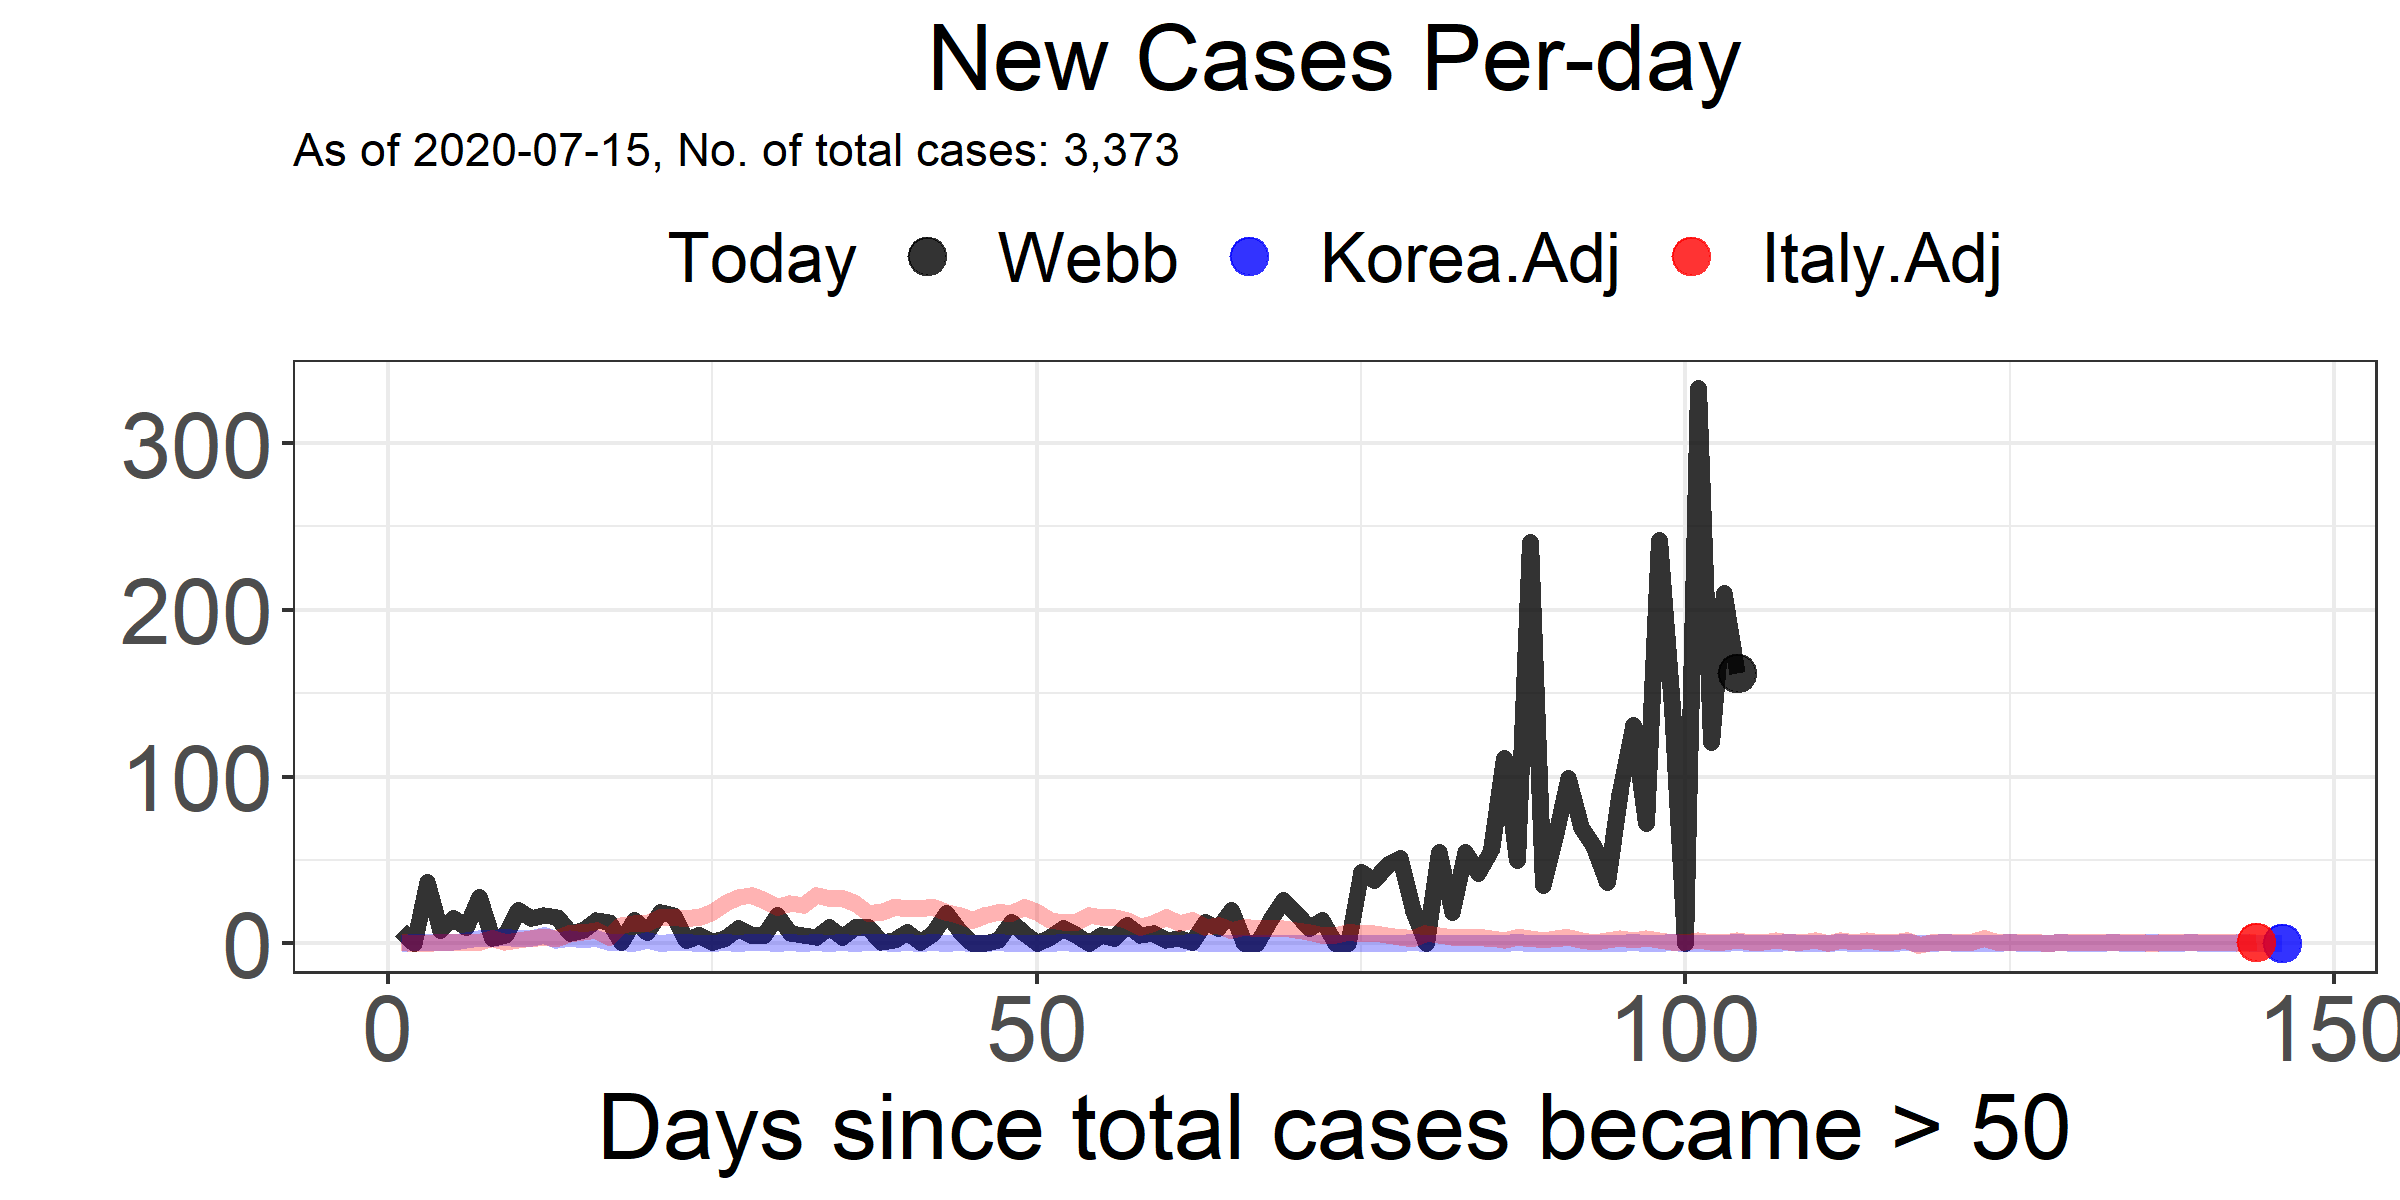 New Cases Per-day
As of 2020-07-15, No. of total cases: 3,373
Today Webb Korea.Adj Italy.Adj
300
200
100
0
0 50 100 150
Days since total cases became > 50